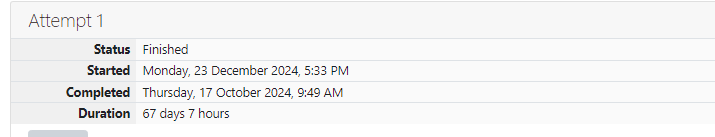 Attempt 1
Status Finished
Started Monday, 23 December 2024, 5:33 PM
Completed Thursday, 17 October 2024, 9:49 AM
Duration 67 days 7 hours